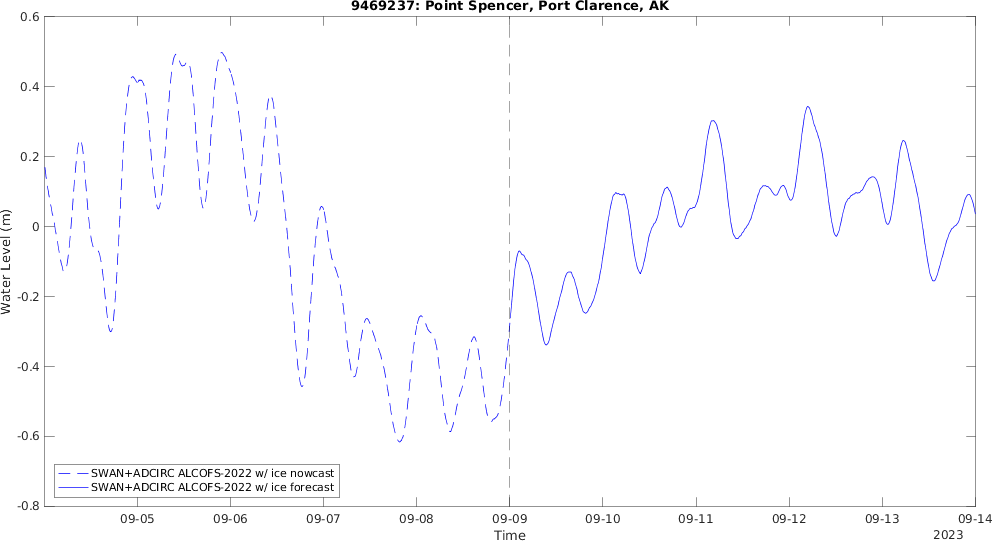 9469237: Point Spencer, Port Clarence, AK
0.6
0.4
0.2
0
-0.2
-0.4
-0.6
-0.8
Water Level (m)
SWAN+ADCIRC ALCOFS-2022 w/ ice nowcast
SWAN+ADCIRC ALCOFS-2022 w/ ice forecast
09-05 09-06 09-07 09-08 09-09 09-10 09-11 09-12 09-13 09-14
Time
2023